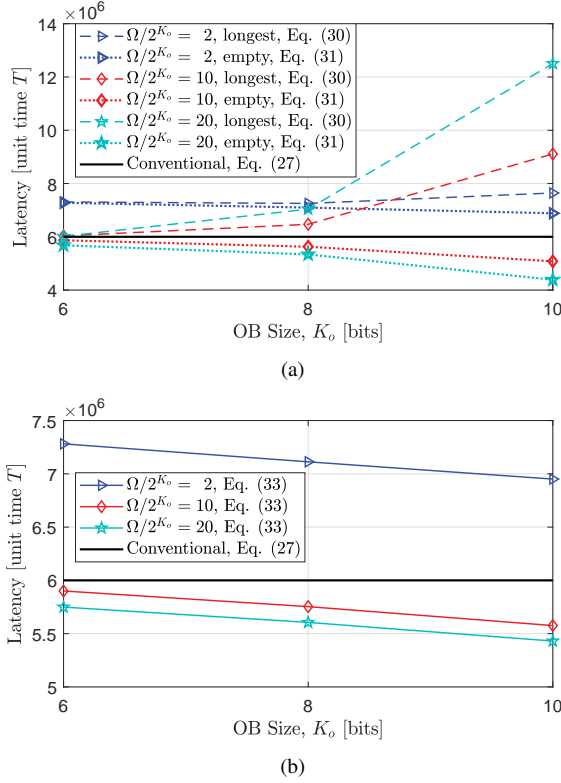 ×10⁶
14
12
10
8
6
4
Latency [unit time T]
Ω/2^{K_o} = 2, longest, Eq. (30)
Ω/2^{K_o} = 2, empty, Eq. (31)
Ω/2^{K_o} = 10, longest, Eq. (30)
Ω/2^{K_o} = 10, empty, Eq. (31)
Ω/2^{K_o} = 20, longest, Eq. (30)
Ω/2^{K_o} = 20, empty, Eq. (31)
Conventional, Eq. (27)
6 8 10
OB Size, K_o [bits]
(a)
×10⁶
7.5
7
6.5
6
5.5
5
Latency [unit time T]
Ω/2^{K_o} = 2, Eq. (33)
Ω/2^{K_o} = 10, Eq. (33)
Ω/2^{K_o} = 20, Eq. (33)
Conventional, Eq. (27)
6 8 10
OB Size, K_o [bits]
(b)